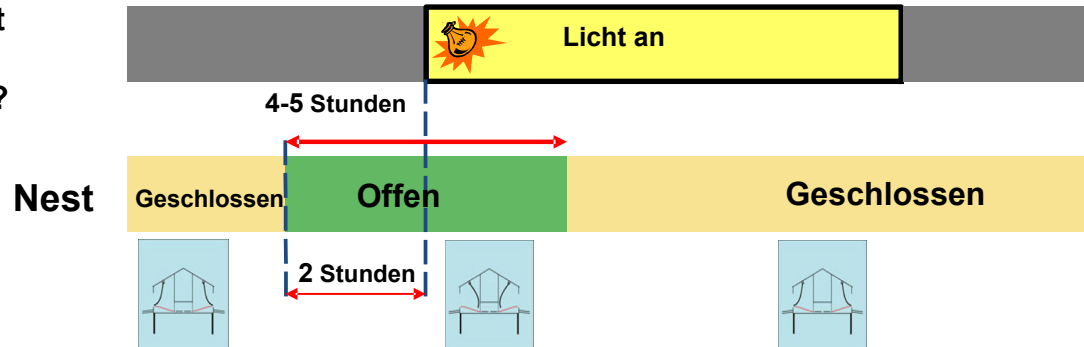 t
Licht an
?
4-5 Stunden
Nest
Geschlossen
Offen
Geschlossen
2 Stunden